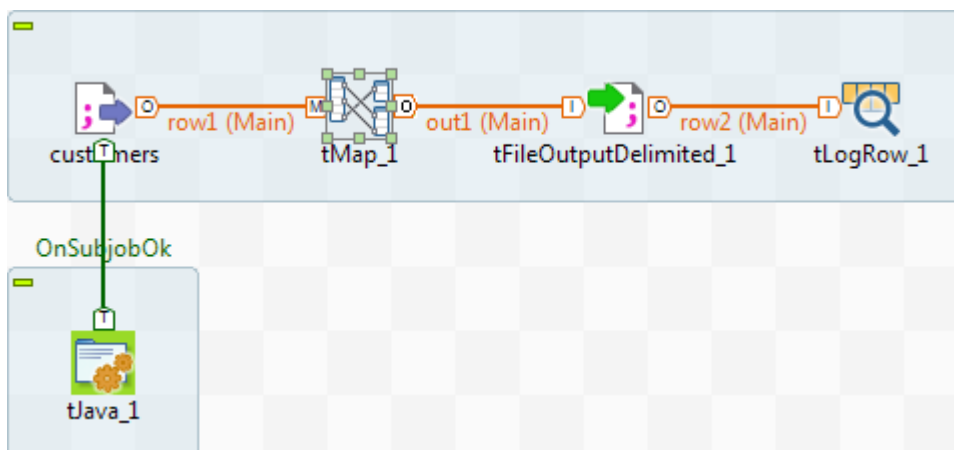 O
row1 (Main)
M
O
out1 (Main)
I
O
row2 (Main)
I
customers
T
tMap_1
tFileOutputDelimited_1
tLogRow_1
OnSubjobOk
T
tJava_1